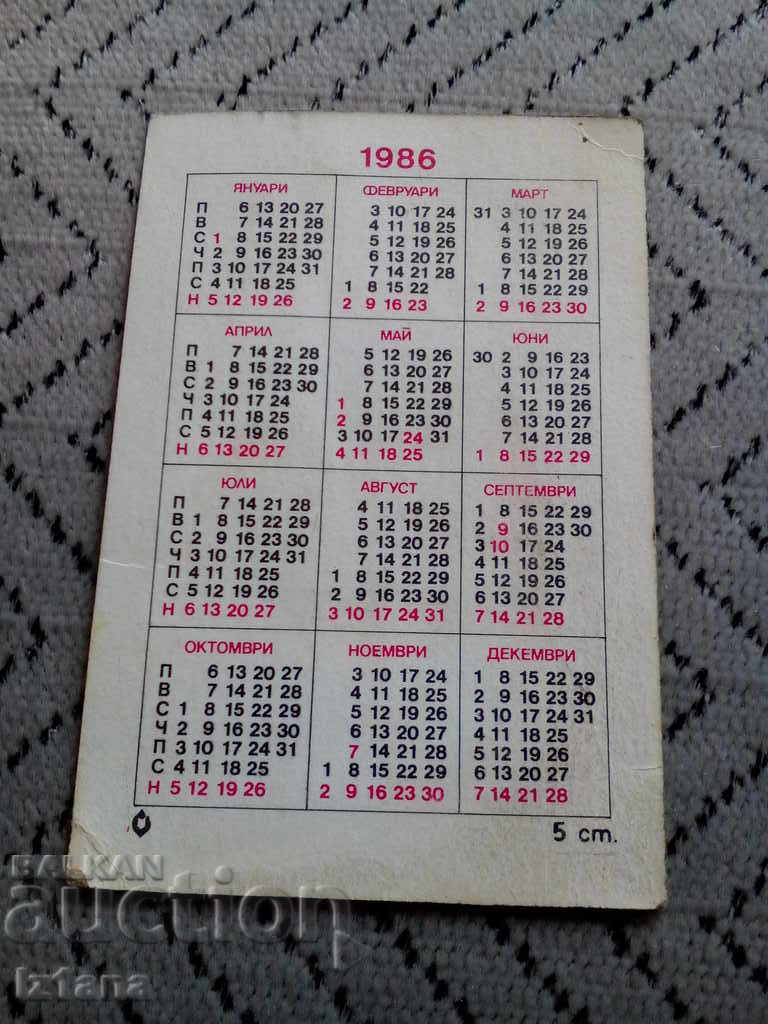 1986
ЯНУАРИ ФЕВРУАРИ МАРТ
П 6 13 20 27 3 10 17 24 31 3 10 17 24
В 7 14 21 28 4 11 18 25 4 11 18 25
С 1 8 15 22 29 5 12 19 26 5 12 19 26
Ч 2 9 16 23 30 6 13 20 27 6 13 20 27
П 3 10 17 24 31 7 14 21 28 7 14 21 28
С 4 11 18 25 1 8 15 22 1 8 15 22 29
Н 5 12 19 26 2 9 16 23 2 9 16 23 30
АПРИЛ МАЙ ЮНИ
П 7 14 21 28 5 12 19 26 30 2 9 16 23
В 1 8 15 22 29 6 13 20 27 3 10 17 24
С 2 9 16 23 30 7 14 21 28 4 11 18 25
Ч 3 10 17 24 1 8 15 22 29 5 12 19 26
П 4 11 18 25 2 9 16 23 30 6 13 20 27
С 5 12 19 26 3 10 17 24 31 7 14 21 28
Н 6 13 20 27 4 11 18 25 1 8 15 22 29
ЮЛИ АВГУСТ СЕПТЕМВРИ
П 7 14 21 28 4 11 18 25 1 8 15 22 29
В 1 8 15 22 29 5 12 19 26 2 9 16 23 30
С 2 9 16 23 30 6 13 20 27 3 10 17 24
Ч 3 10 17 24 31 7 14 21 28 4 11 18 25
П 4 11 18 25 1 8 15 22 29 5 12 19 26
С 5 12 19 26 2 9 16 23 30 6 13 20 27
Н 6 13 20 27 3 10 17 24 31 7 14 21 28
ОКТОМВРИ НОЕМВРИ ДЕКЕМВРИ
П 6 13 20 27 3 10 17 24 1 8 15 22 29
В 7 14 21 28 4 11 18 25 2 9 16 23 30
С 1 8 15 22 29 5 12 19 26 3 10 17 24 31
Ч 2 9 16 23 30 6 13 20 27 4 11 18 25
П 3 10 17 24 31 7 14 21 28 5 12 19 26
С 4 11 18 25 1 8 15 22 29 6 13 20 27
Н 5 12 19 26 2 9 16 23 30 7 14 21 28
5 ст.
BALKAN
auction
iz1ana